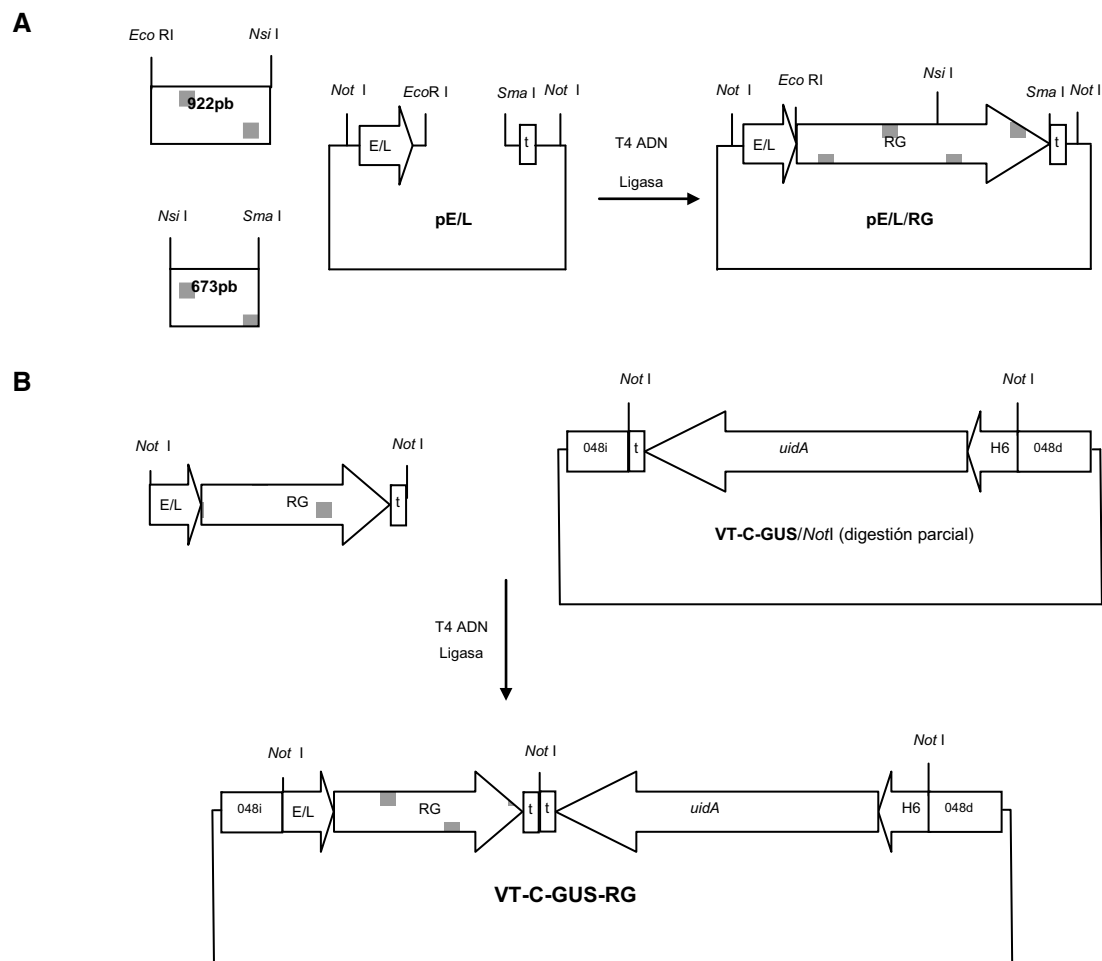 A
Eco RI
Nsi I
922pb
Nsi I
Sma I
673pb
Not I
EcoR I
Sma I
Not I
E/L
t
pE/L
T4 ADN
Ligasa
Not I
Eco RI
Nsi I
Sma I
Not I
E/L
RG
t
pE/L/RG
B
Not I
Not I
E/L
RG
t
Not I
Not I
048i
t
uidA
H6
048d
VT-C-GUS/NotI (digestión parcial)
T4 ADN
Ligasa
Not I
Not I
Not I
048i
E/L
RG
t
t
uidA
H6
048d
VT-C-GUS-RG